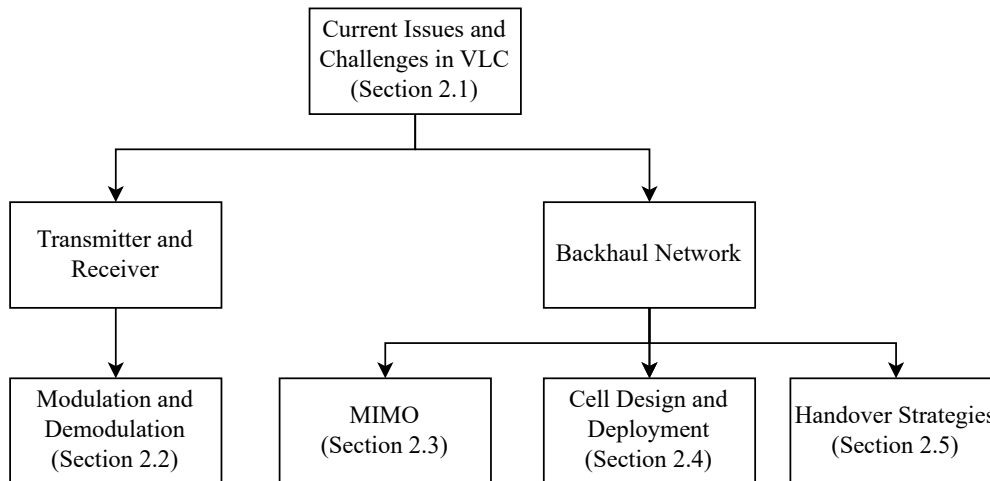 Current Issues and
Challenges in VLC
(Section 2.1)
Transmitter and
Receiver
Backhaul Network
Modulation and
Demodulation
(Section 2.2)
MIMO
(Section 2.3)
Cell Design and
Deployment
(Section 2.4)
Handover Strategies
(Section 2.5)